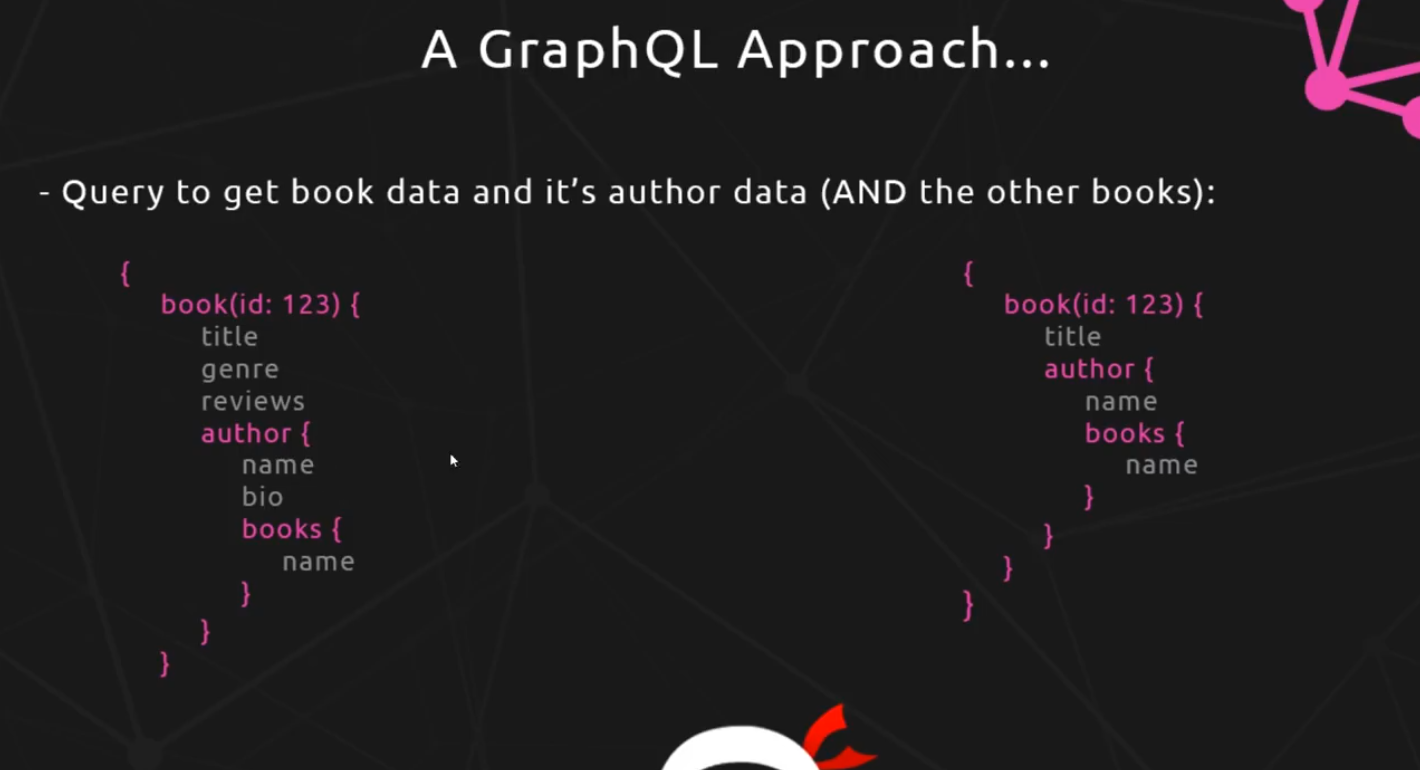 A GraphQL Approach...
- Query to get book data and it’s author data (AND the other books):
{
book(id: 123) {
title
genre
reviews
author {
name
bio
books {
name
}
}
}
{
book(id: 123) {
title
author {
name
books {
name
}
}
}
}